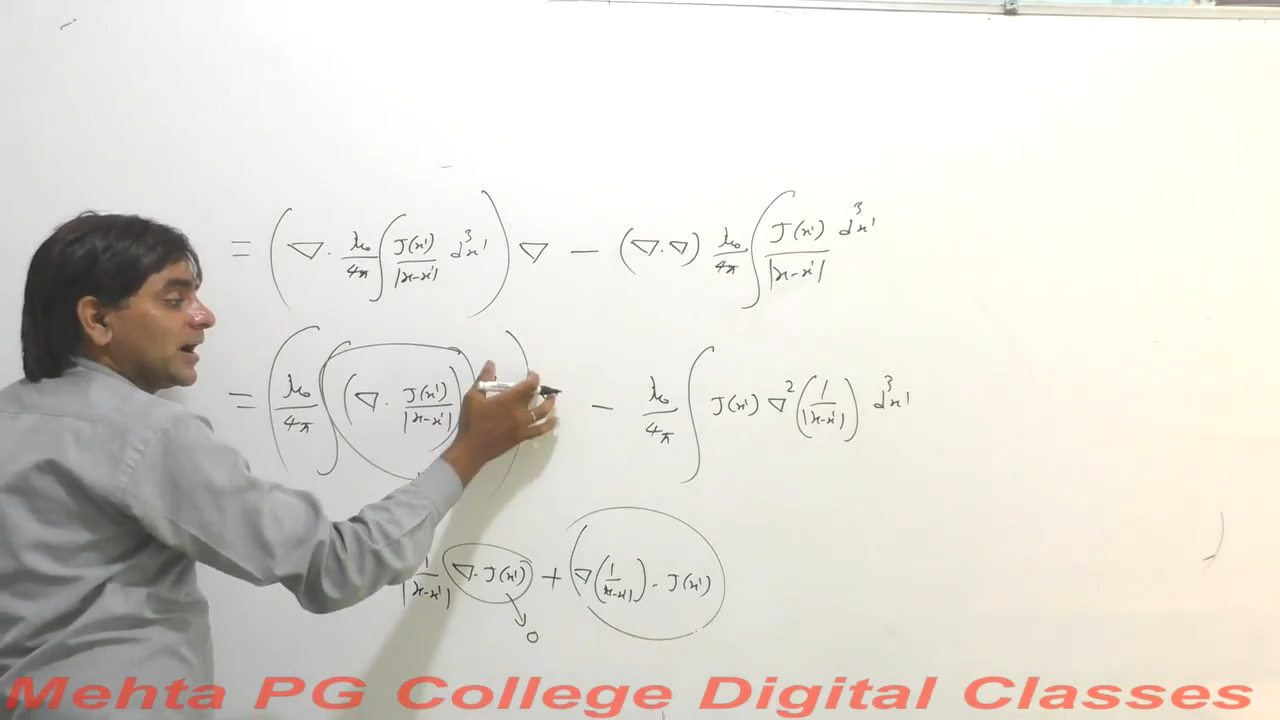 = (∇ · μ₀/4π ∫ J(x')/|x-x'| d³x') ∇ − (∇·∇) μ₀/4π ∫ J(x')/|x-x'| d³x'
= (μ₀/4π ∫ (∇ · J(x')/|x-x'|) − μ₀/4π ∫ J(x') ∇² (1/|x-x'|) d³x'
1/|x-x'| ∇·J(x') + (∇(1/|x-x'|) · J(x')
0
Mehta PG College Digital Classes